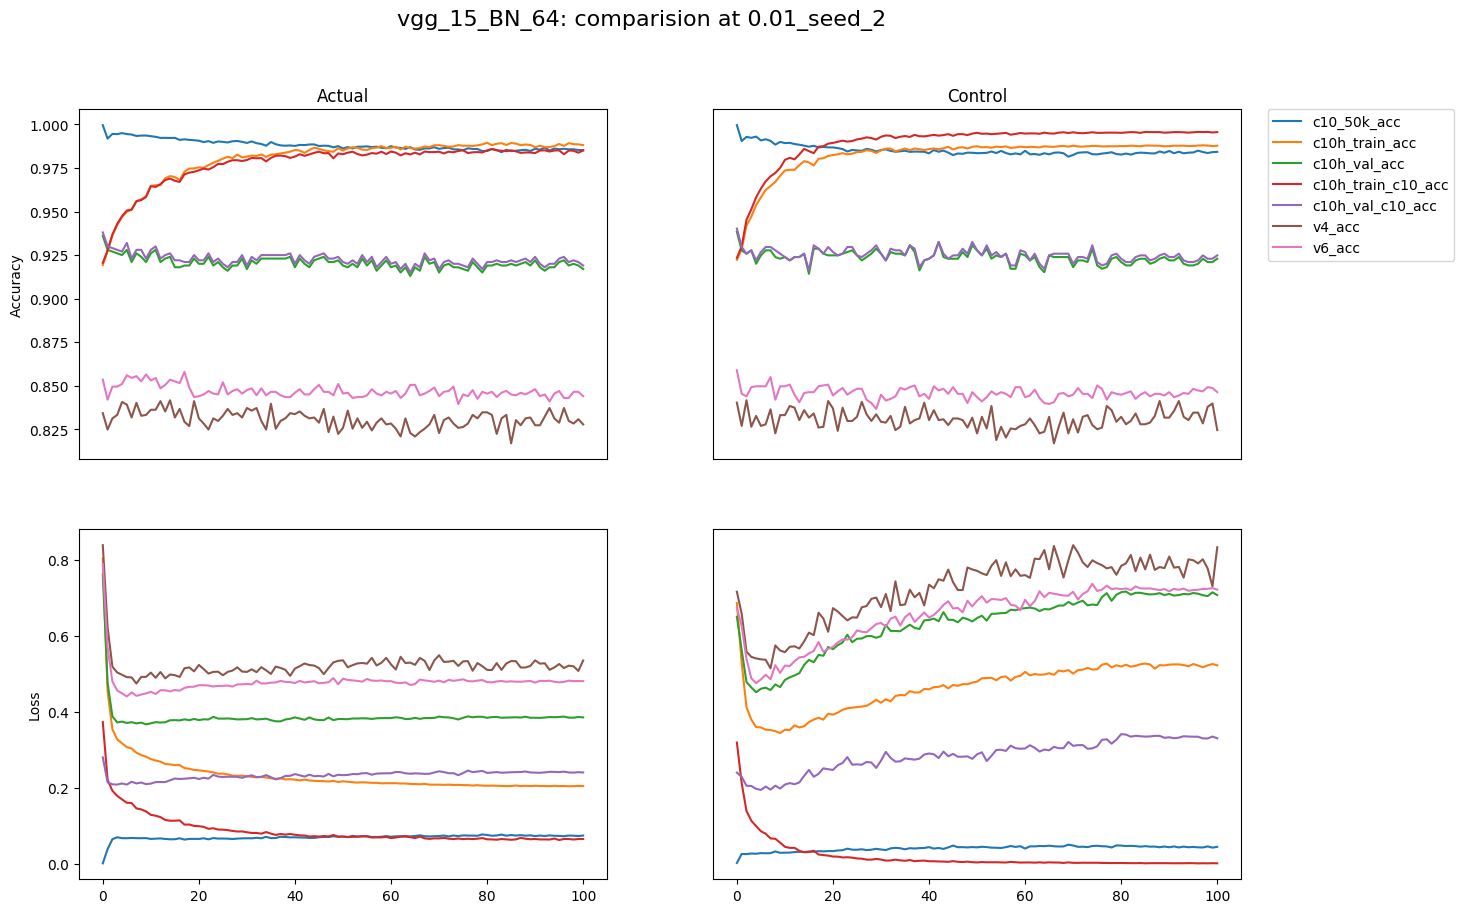 vgg_15_BN_64: comparision at 0.01_seed_2
Actual
Control
Accuracy
1.000
0.975
0.950
0.925
0.900
0.875
0.850
0.825
c10_50k_acc
c10h_train_acc
c10h_val_acc
c10h_train_c10_acc
c10h_val_c10_acc
v4_acc
v6_acc
Loss
0.8
0.6
0.4
0.2
0.0
0 20 40 60 80 100
0 20 40 60 80 100